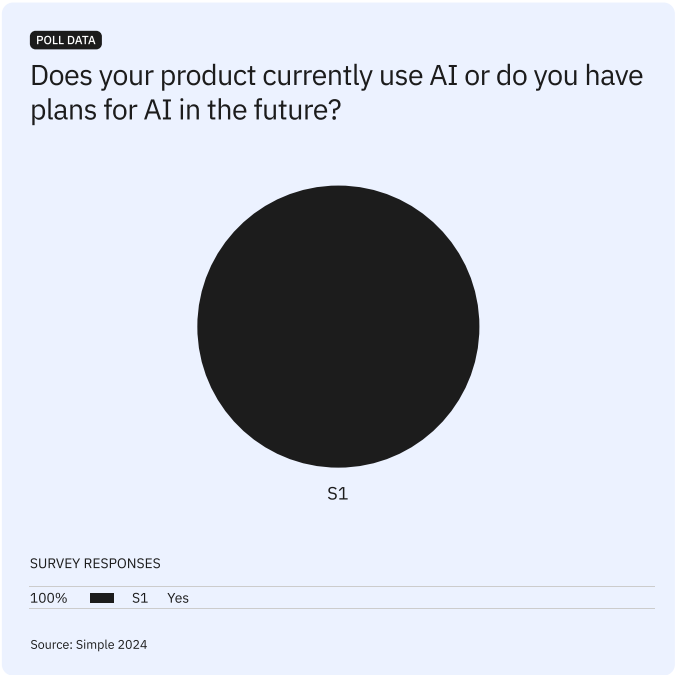 POLL DATA
Does your product currently use AI or do you have
plans for AI in the future?
S1
SURVEY RESPONSES
100% S1 Yes
Source: Simple 2024